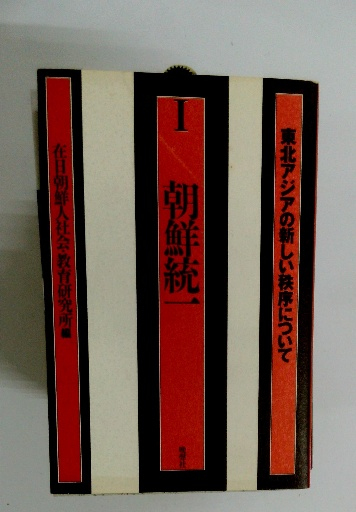 東北アジアの新しい秩序について
I 朝鮮統一
在日朝鮮人社会教育研究所編